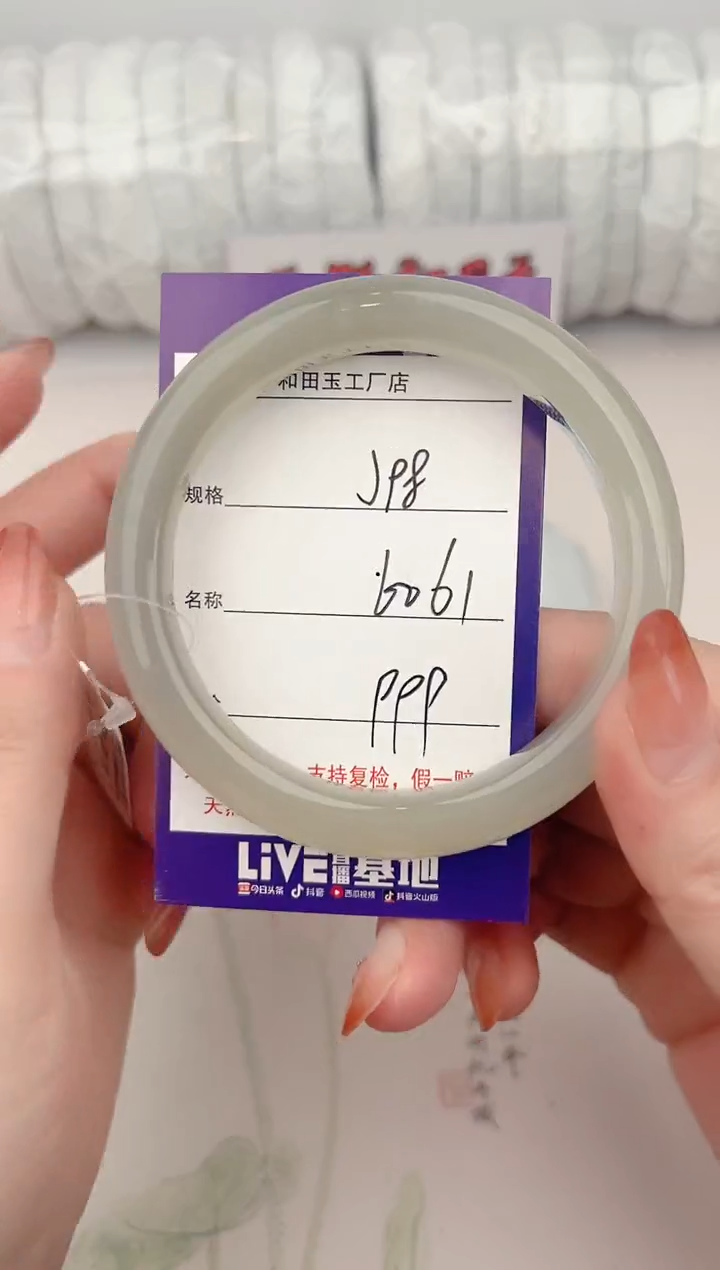 和田玉工厂店
规格 Jp8
名称 6061
ppp
支持复检，假一赔
天然
LiVE直播基地
今日头条 抖音 西瓜视频 抖音火山版